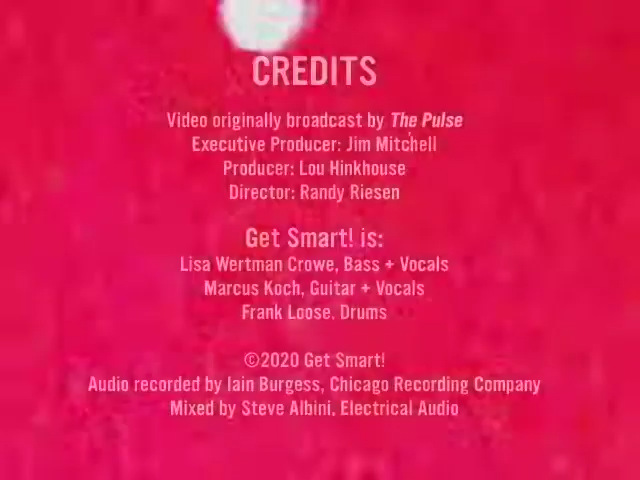 CREDITS
Video originally broadcast by The Pulse
Executive Producer: Jim Mitchell
Producer: Lou Hinkhouse
Director: Randy Riesen
Get Smart! is:
Lisa Wertman Crowe, Bass + Vocals
Marcus Koch, Guitar + Vocals
Frank Loose, Drums
©2020 Get Smart!
Audio recorded by Iain Burgess, Chicago Recording Company
Mixed by Steve Albini, Electrical Audio